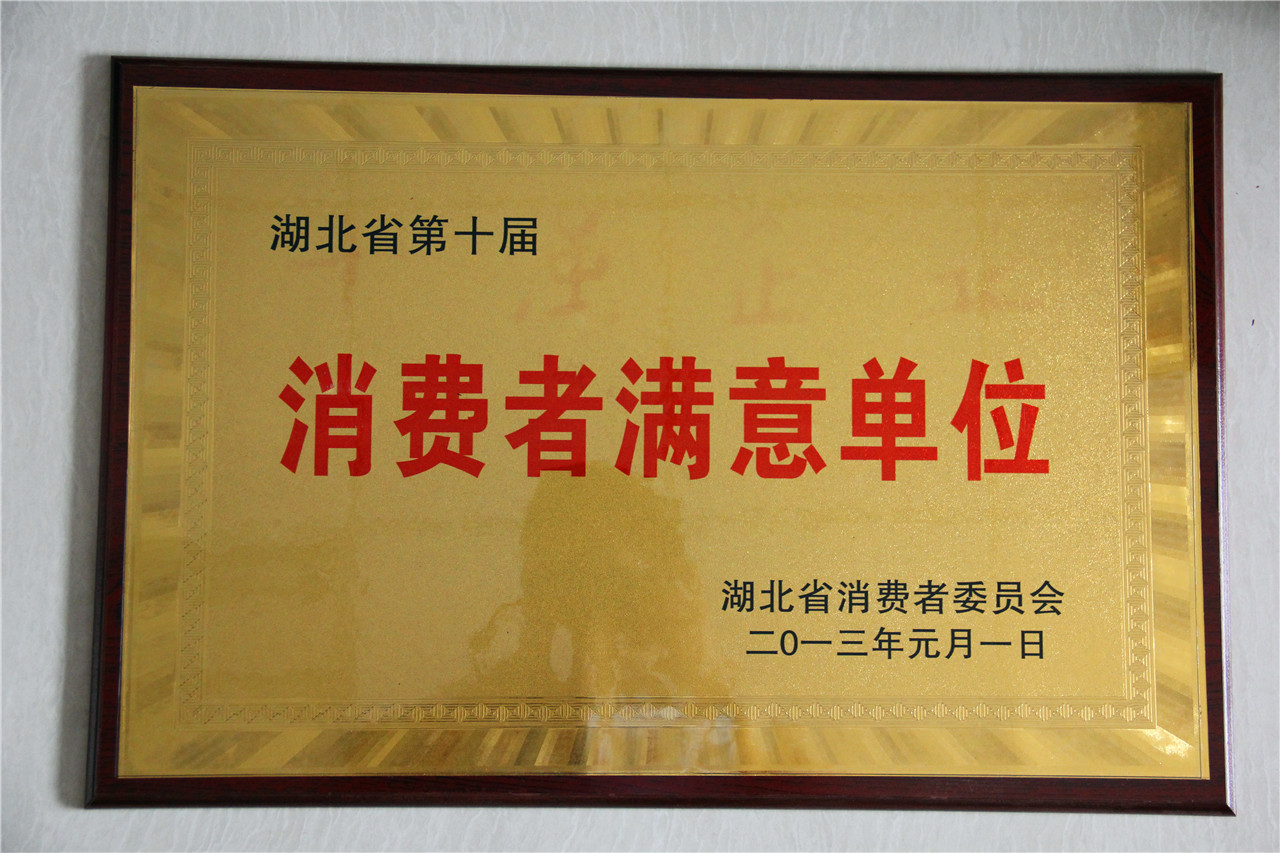 湖北省第十届
消费者满意单位
湖北省消费者委员会
二0一三年元月一日